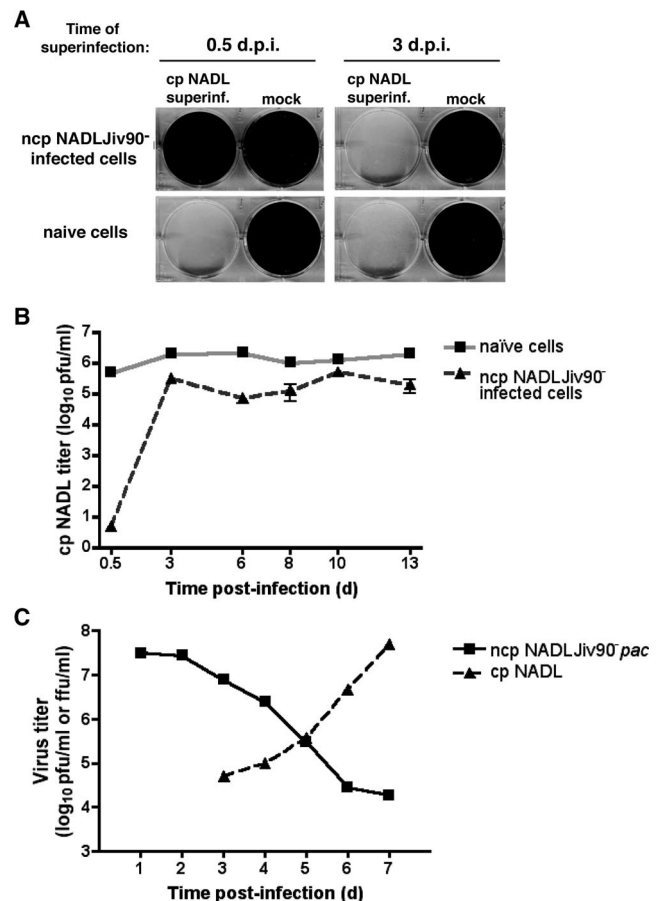 A
Time of superinfection:
0.5 d.p.i.
3 d.p.i.
cp NADL superinf.
mock
cp NADL superinf.
mock
ncp NADLJiv90⁻ infected cells
naive cells
B
cp NADL titer (log₁₀ pfu/ml)
7
6
5
4
3
2
1
0
0.5
3
6
8
10
13
Time post-infection (d)
naïve cells
ncp NADLJiv90⁻ infected cells
C
Virus titer (log₁₀ pfu/ml or ffu/ml)
8
7
6
5
4
3
1
2
3
4
5
6
7
Time post-infection (d)
ncp NADLJiv90⁻pac
cp NADL